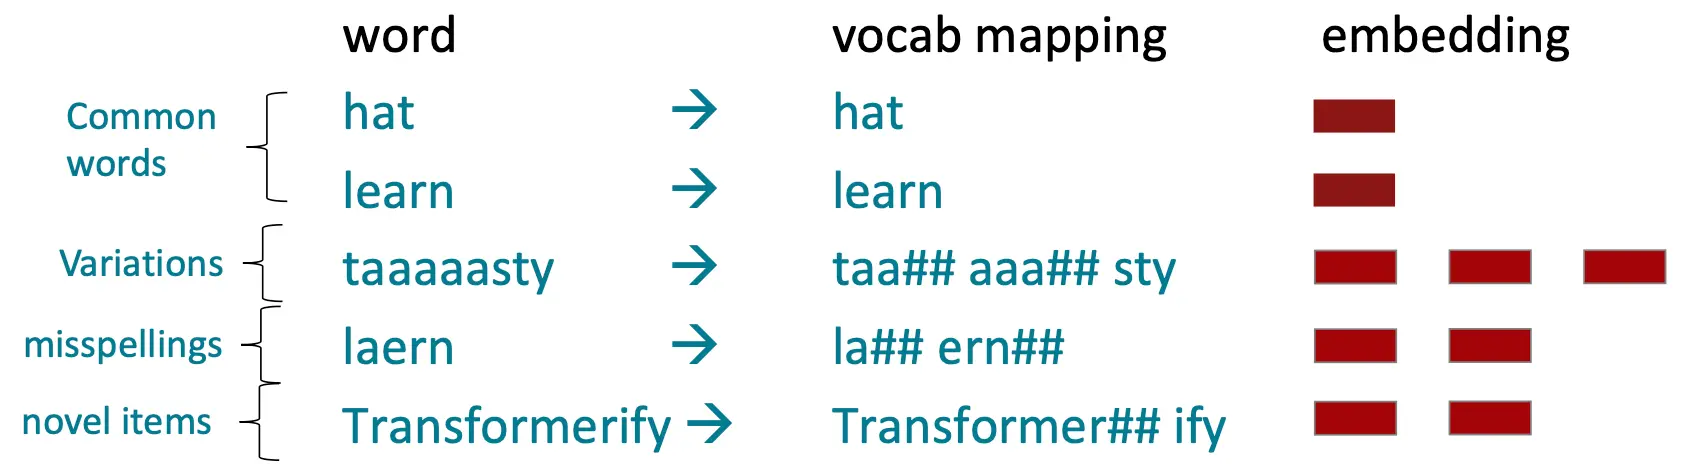 word vocab mapping embedding
Common
words
hat → hat
learn → learn
Variations taaaaasty → taa## aaa## sty
misspellings laern → la## ern##
novel items Transformerify → Transformer## ify